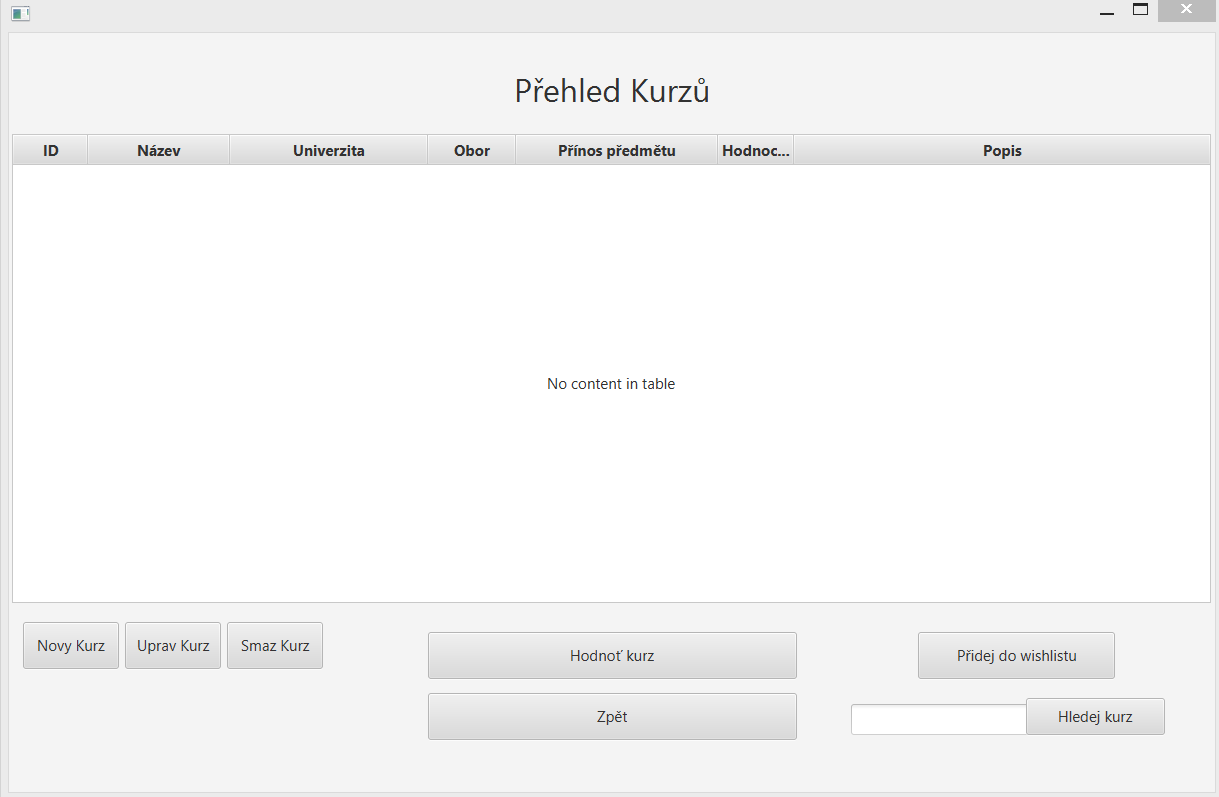 Přehled Kurzů
ID Název Univerzita Obor Přínos předmětu Hodnoc... Popis
No content in table
Novy Kurz Uprav Kurz Smaz Kurz
Hodnoť kurz Přidej do wishlistu
Zpět Hledej kurz